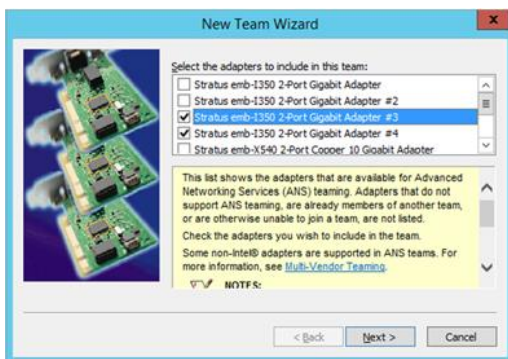 New Team Wizard
x
Select the adapters to include in this team:
Stratus emb-I350 2-Port Gigabit Adapter
Stratus emb-I350 2-Port Gigabit Adapter #2
Stratus emb-I350 2-Port Gigabit Adapter #3
Stratus emb-I350 2-Port Gigabit Adapter #4
Stratus emb-X540 2-Port Copper 10 Gigabit Adapter
This list shows the adapters that are available for Advanced
Networking Services (ANS) teaming. Adapters that do not
support ANS teaming, are already members of another team,
or are otherwise unable to join a team, are not listed.
Check the adapters you wish to include in the team.
Some non-Intel® adapters are supported in ANS teams. For
more information, see Multi-Vendor Teaming.
NOTES:
< Back Next > Cancel